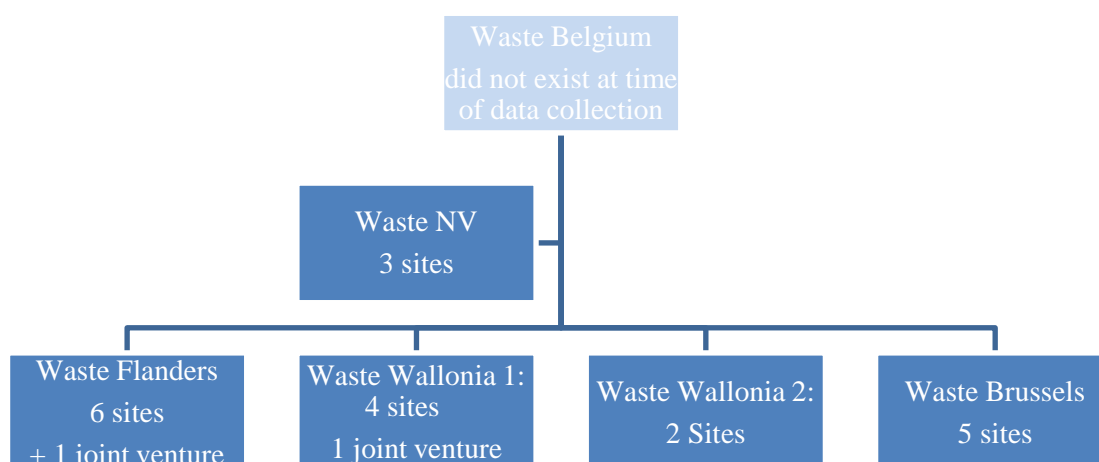 Waste Belgium
did not exist at time
of data collection
Waste NV
3 sites
Waste Flanders
6 sites
+ 1 joint venture
Waste Wallonia 1:
4 sites
1 joint venture
Waste Wallonia 2:
2 Sites
Waste Brussels
5 sites